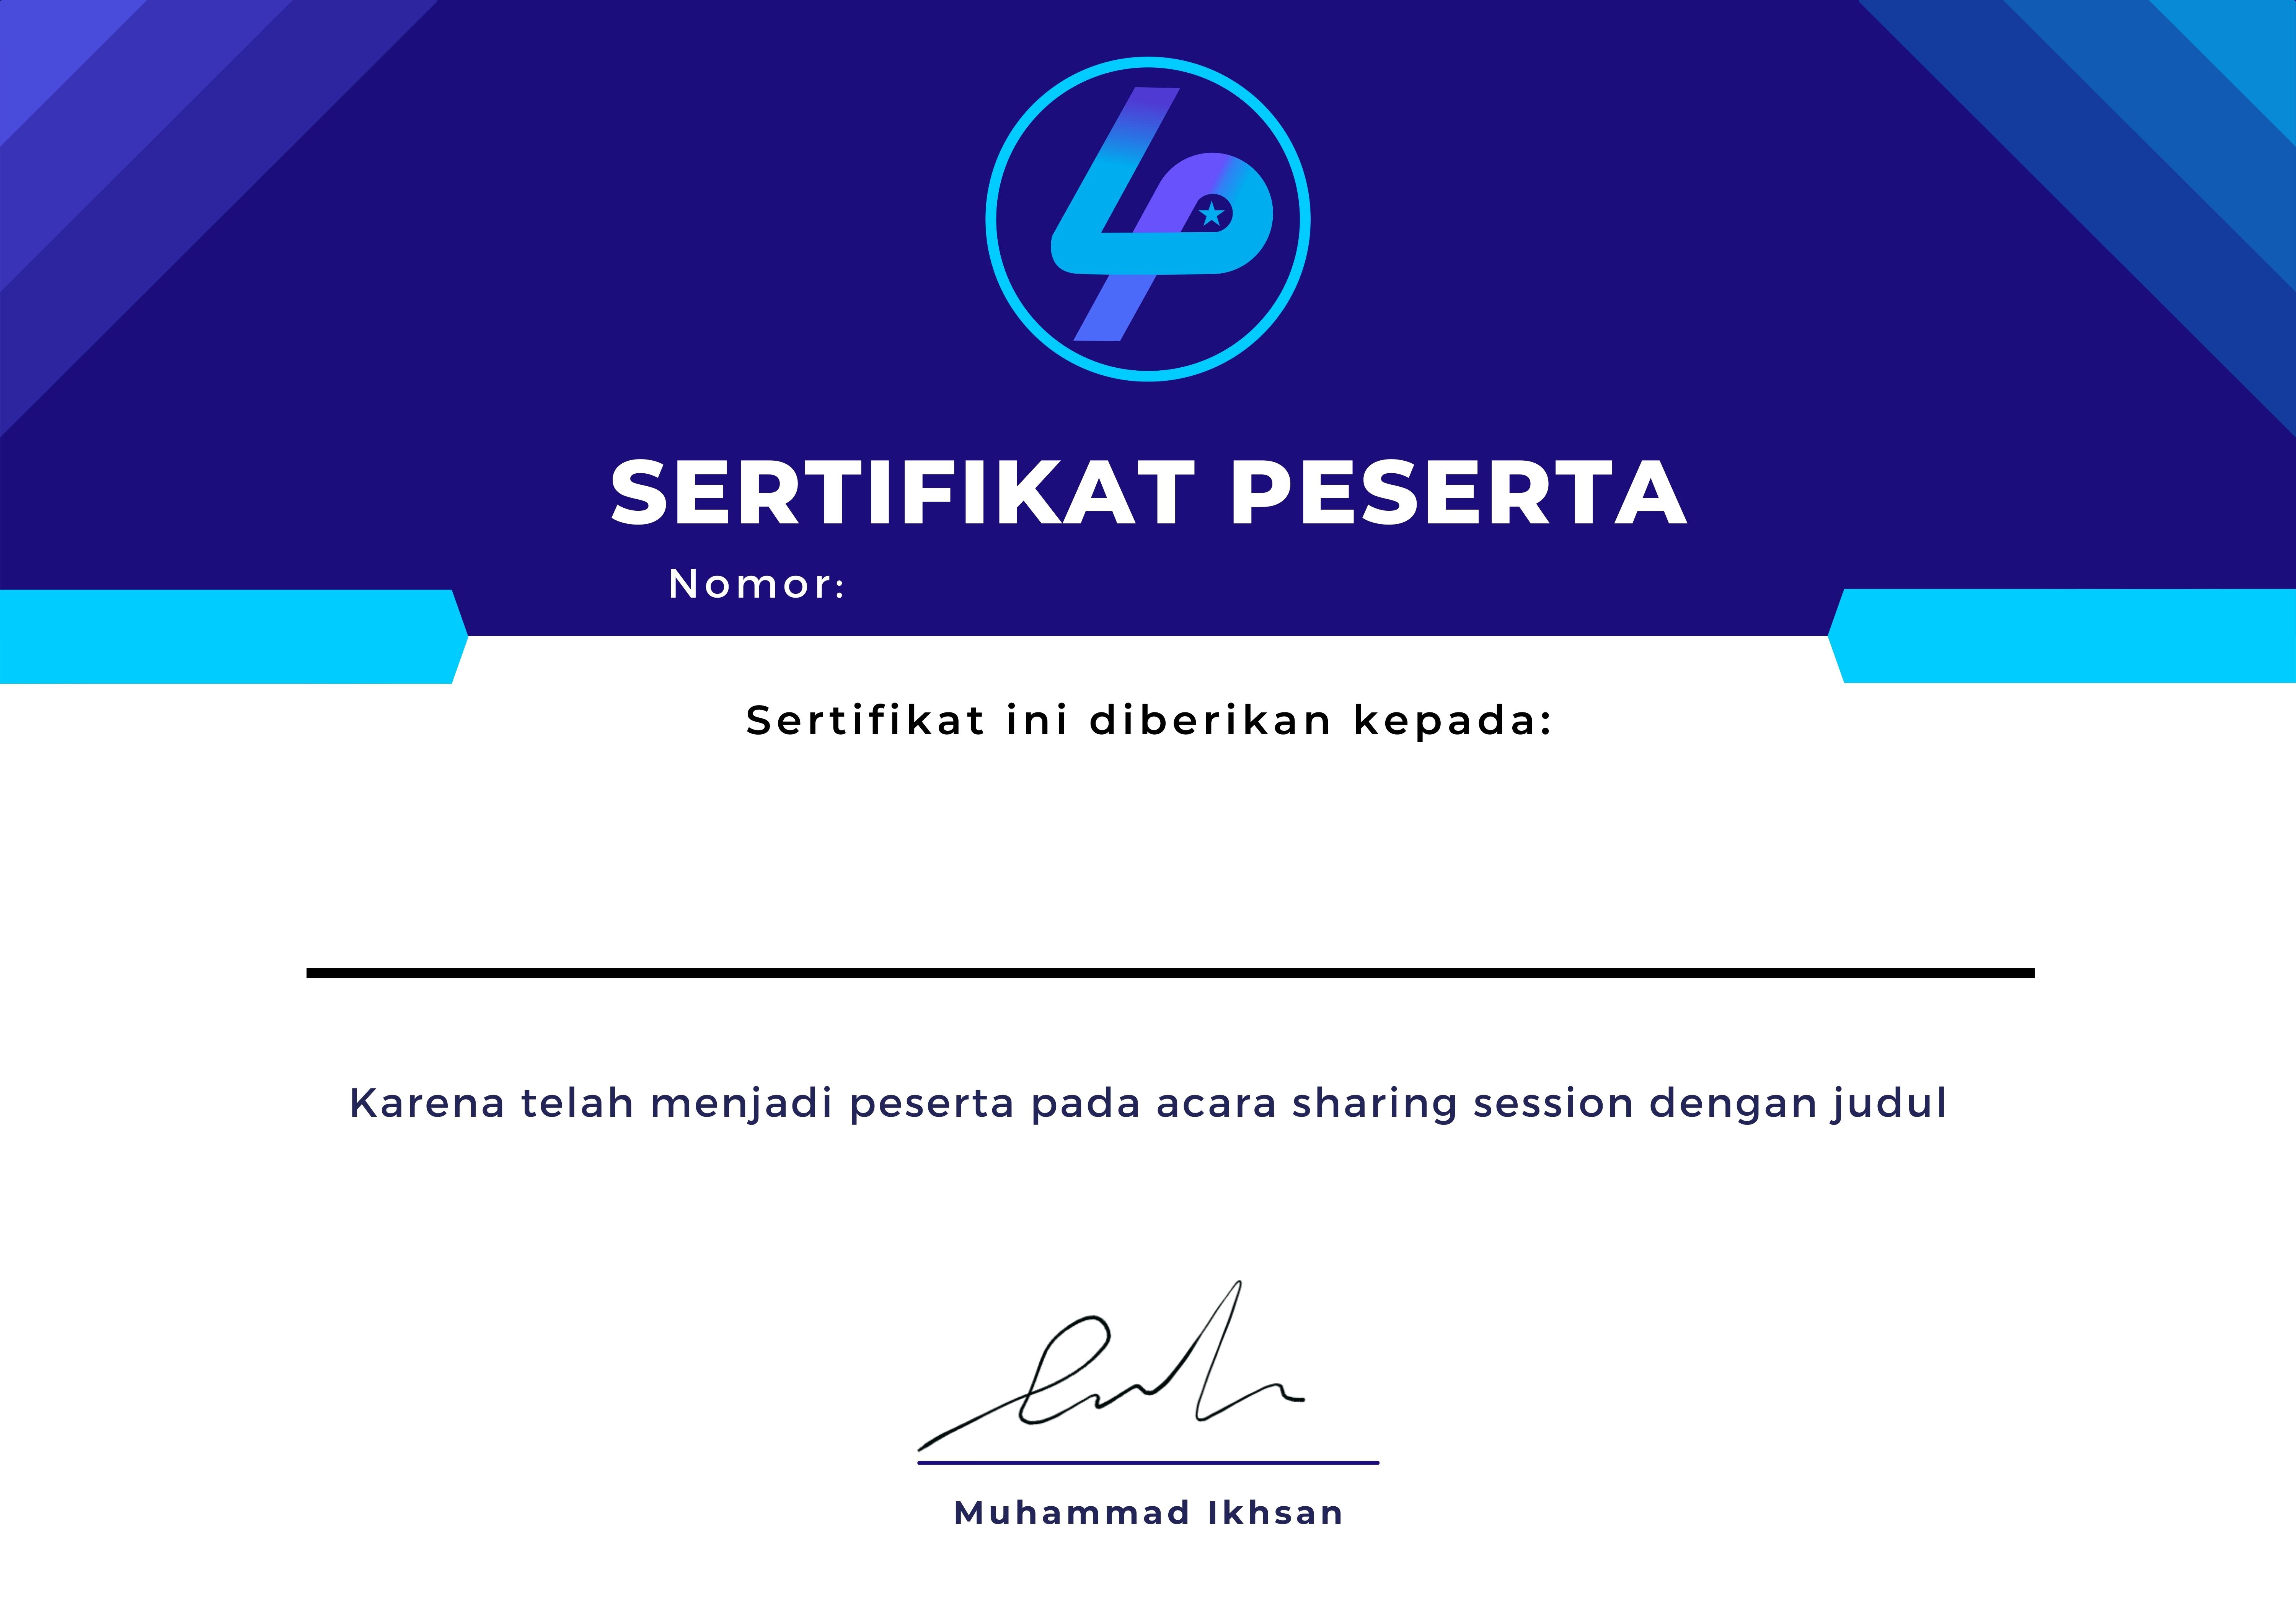 SERTIFIKAT PESERTA
Nomor:
Sertifikat ini diberikan kepada:
Karena telah menjadi peserta pada acara sharing session dengan judul
Muhammad Ikhsan